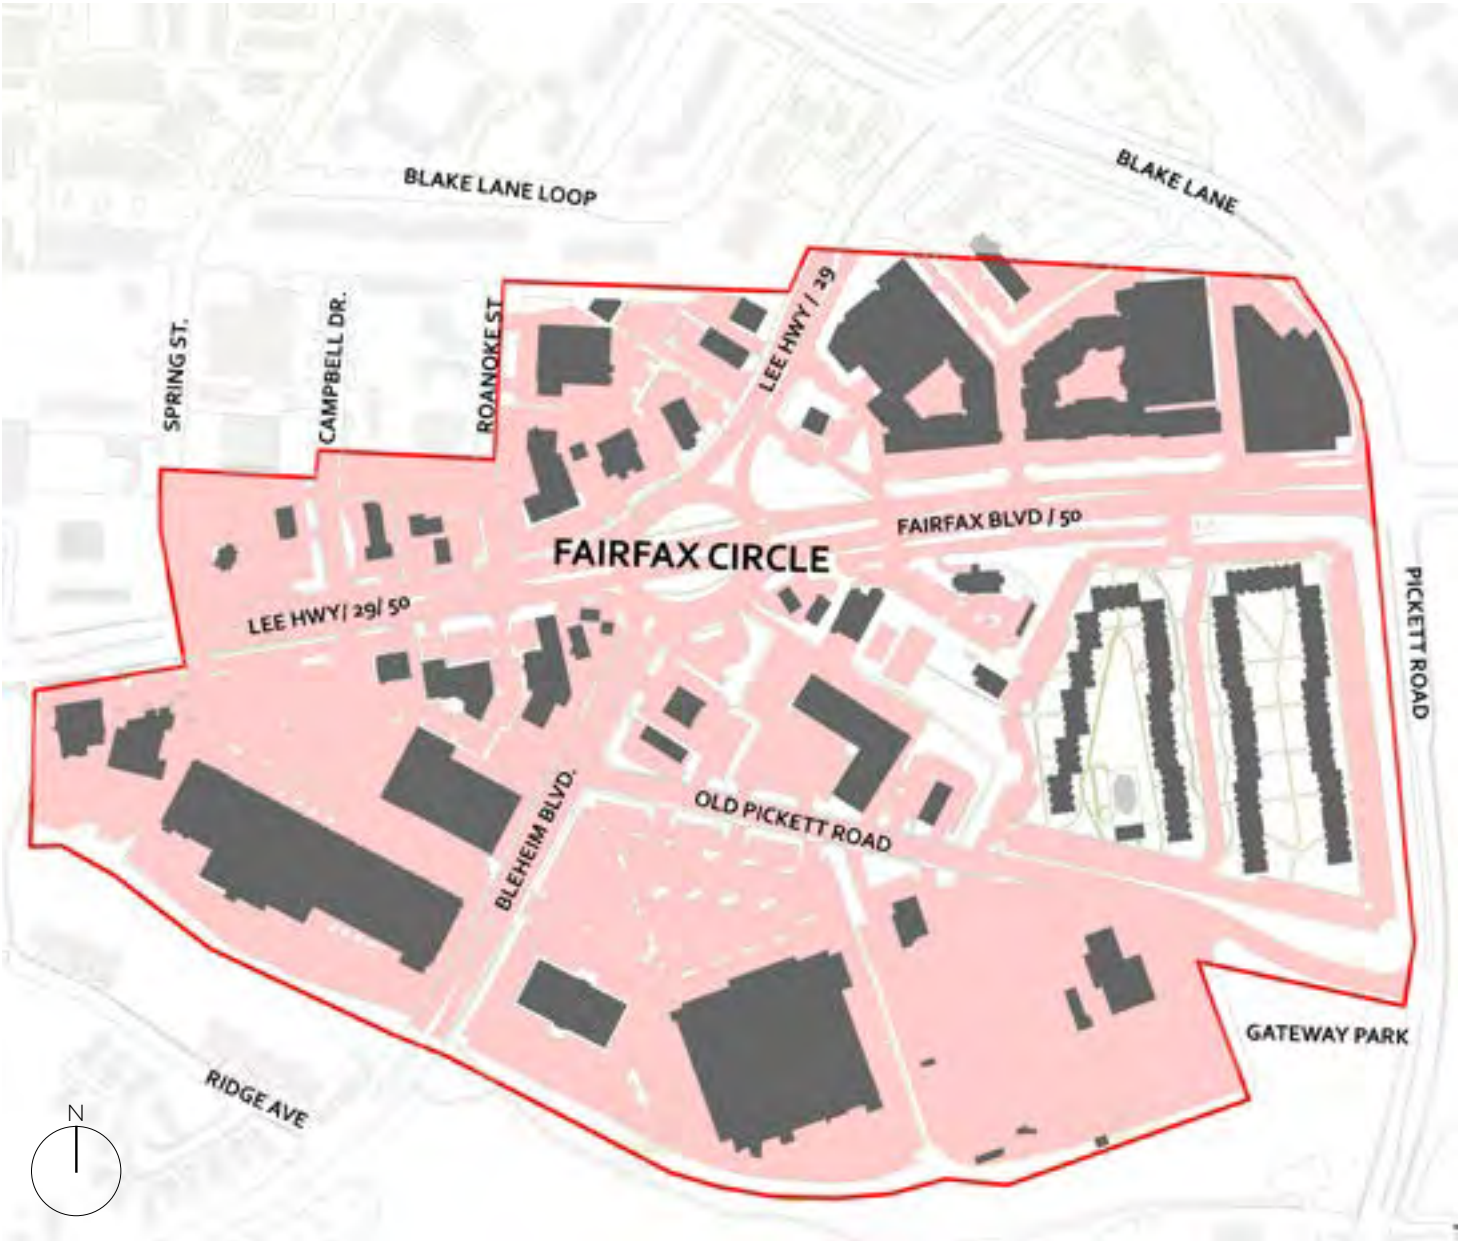 BLAKE LANE
BLAKE LANE LOOP
LEE HWY / 29
SPRING ST.
CAMPBELL DR.
ROANOKE ST
FAIRFAX BLVD / 50
FAIRFAX CIRCLE
LEE HWY/ 29/ 50
PICKETT ROAD
OLD PICKETT ROAD
BLEHEIM BLVD.
GATEWAY PARK
RIDGE AVE
N